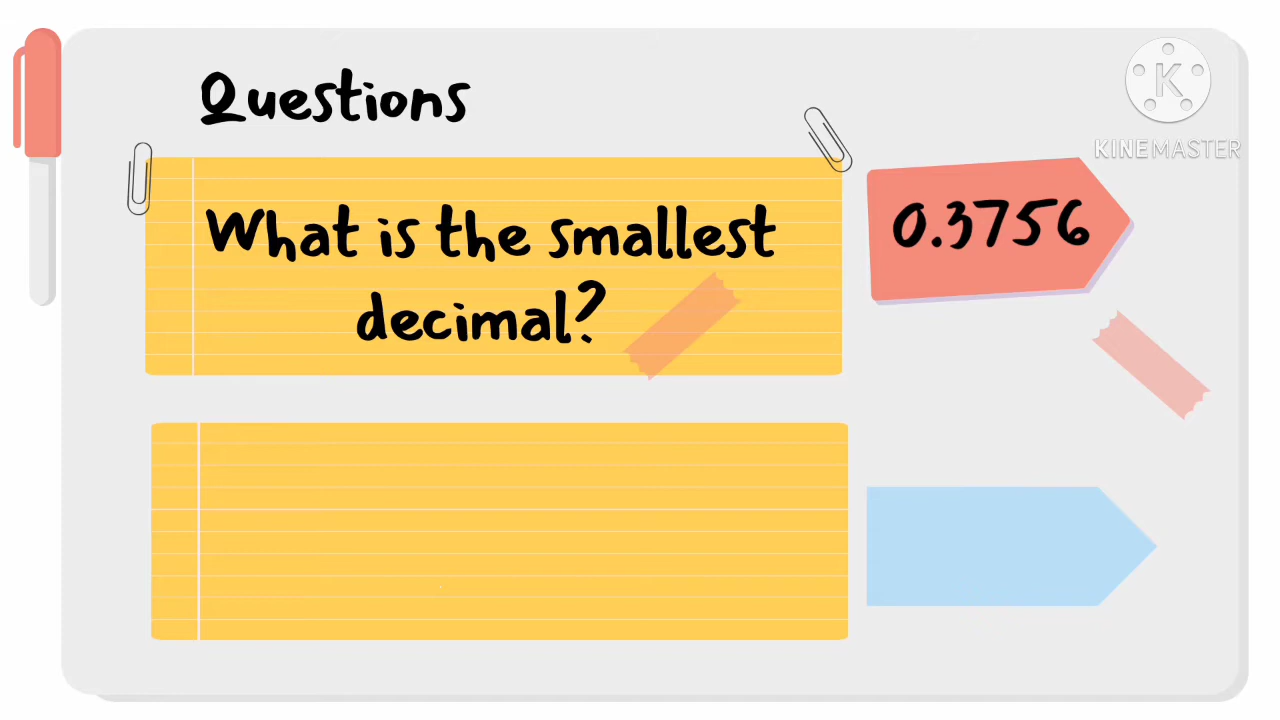 Questions
K
KINEMASTER
What is the smallest
decimal?
0.3756